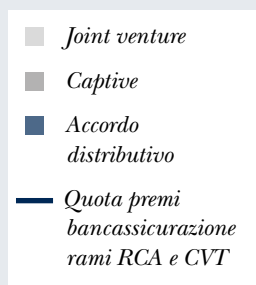 Joint venture
Captive
Accordo
distributivo
Quota premi
bancassicurazione
rami RCA e CVT